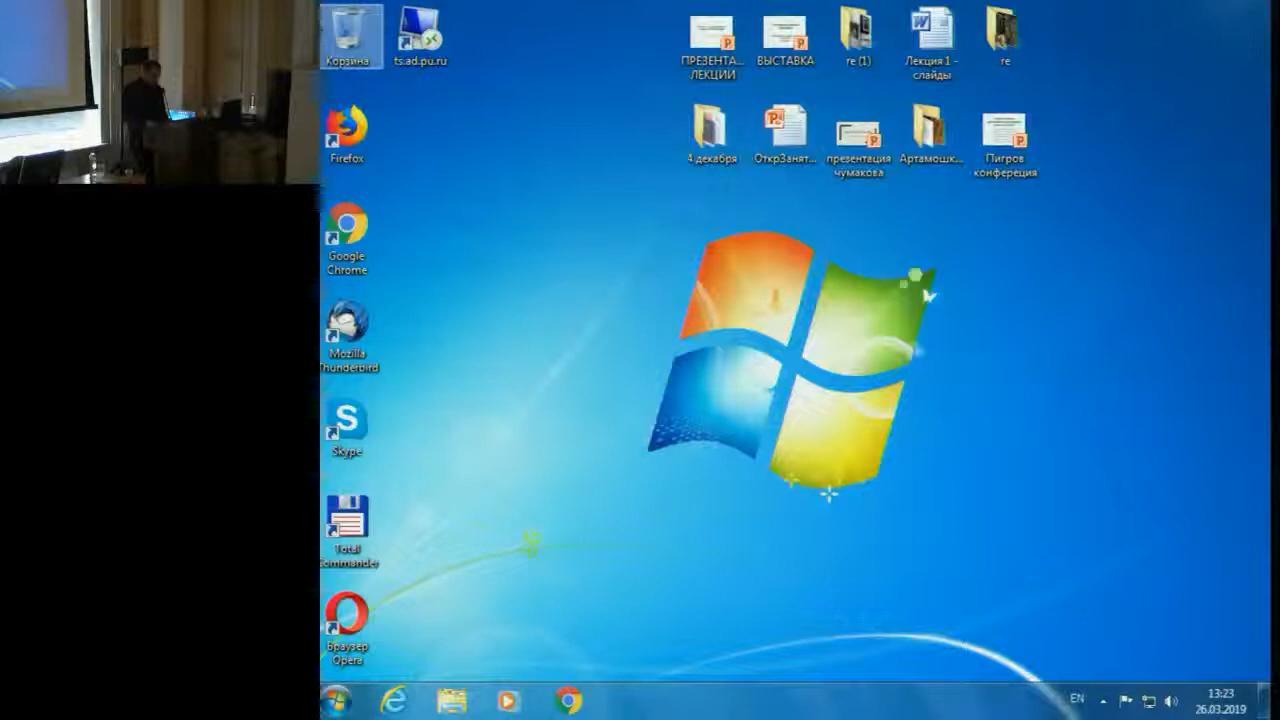 Корзина
ts.ad.pu.ru
ПРЕЗЕНТА...
ЛЕКЦИИ
ВЫСТАВКА
re (1)
Лекция 1 -
слайды
re
Firefox
4 декабря
ОткрЗанят...
презентация
чумакова
Артамошк...
Пигров
конференция
Google
Chrome
Mozilla
Thunderbird
Skype
Total
Commander
Браузер
Opera
EN
13:23
26.03.2019